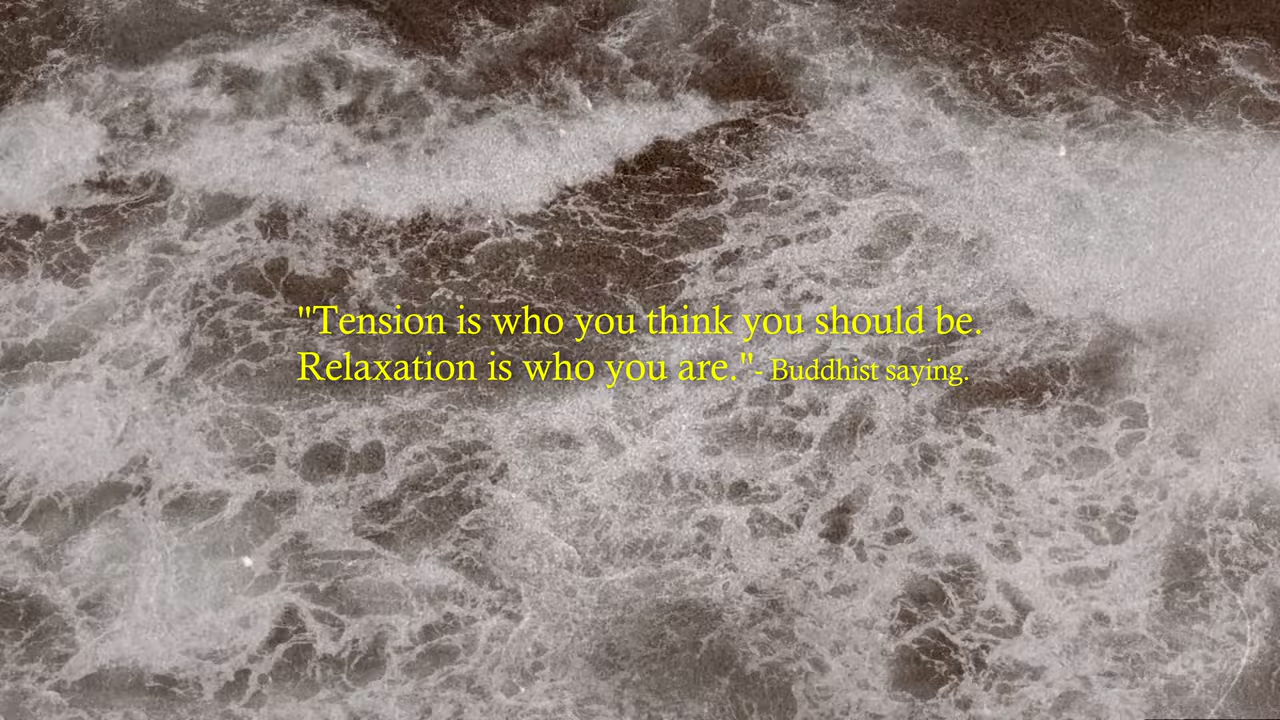 "Tension is who you think you should be.
Relaxation is who you are."- Buddhist saying.